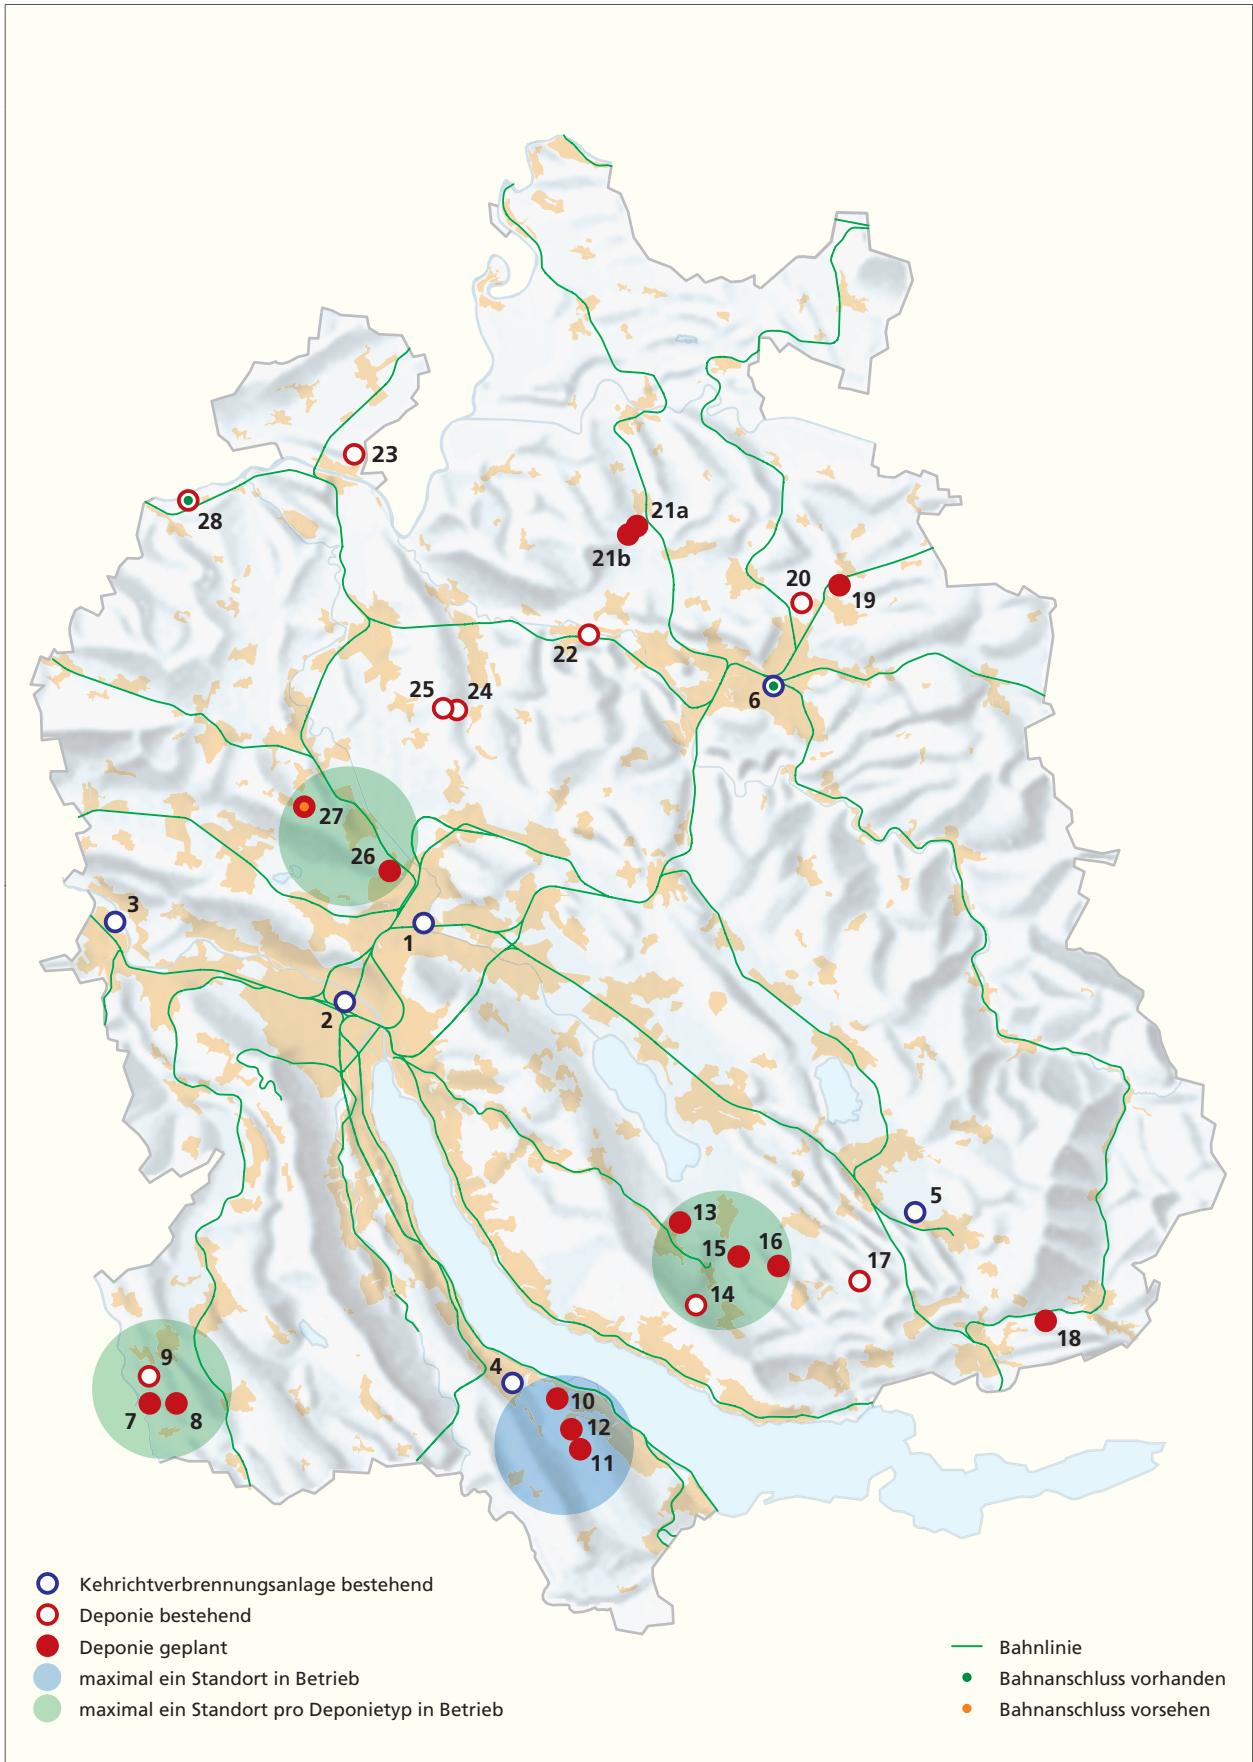 23
28
21a
21b
20
19
22
6
25
24
27
26
3
1
2
5
13
15
16
17
14
18
9
7
8
4
10
12
11
Kehrichtverbrennungsanlage bestehend
Deponie bestehend
Deponie geplant
maximal ein Standort in Betrieb
maximal ein Standort pro Deponietyp in Betrieb
Bahnlinie
Bahnanschluss vorhanden
Bahnanschluss vorsehen